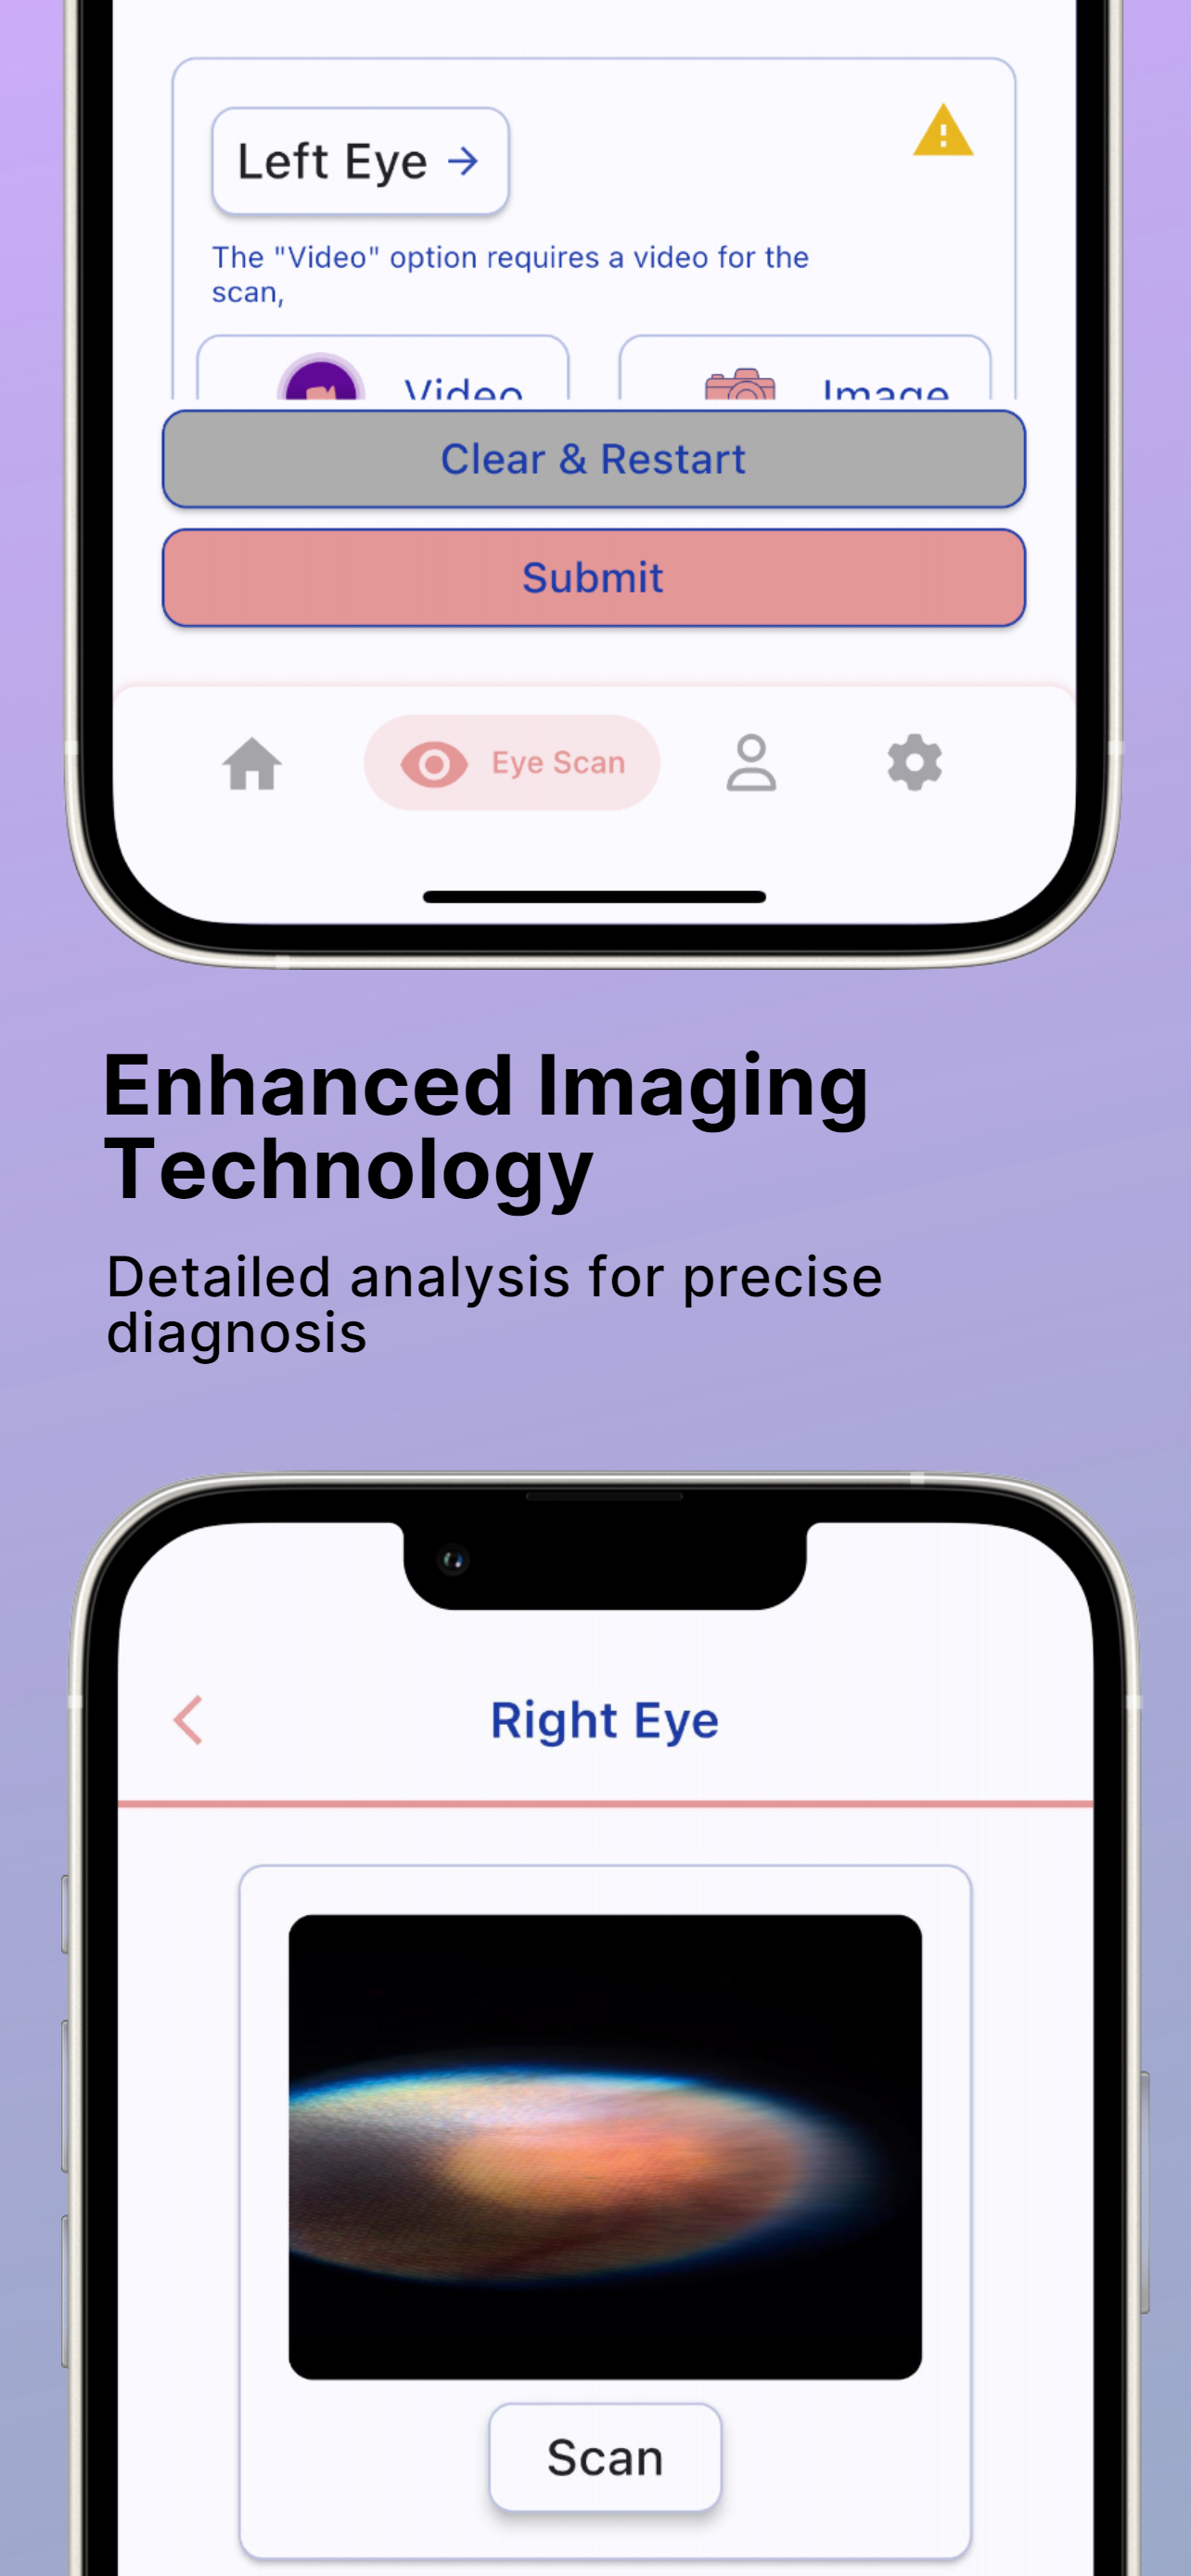 Left Eye →
The "Video" option requires a video for the
scan,
Video
Image
Clear & Restart
Submit
Eye Scan
Enhanced Imaging
Technology
Detailed analysis for precise
diagnosis
Right Eye
Scan